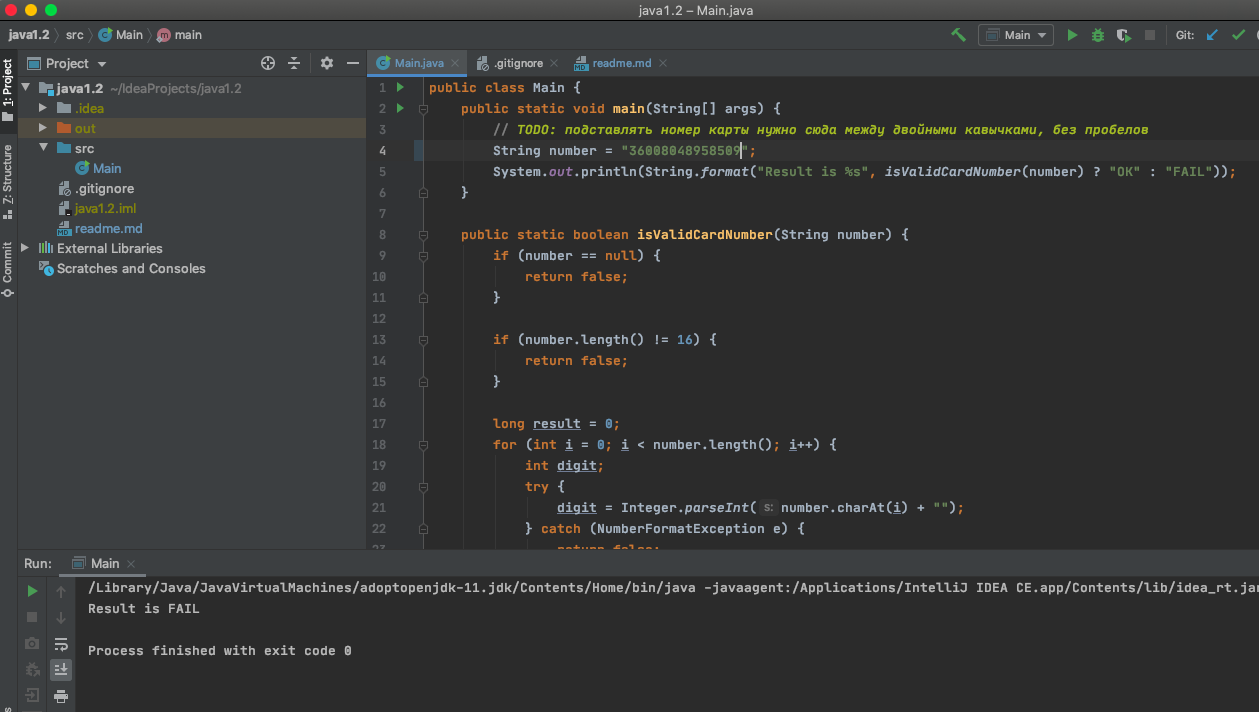 java1.2 – Main.java
java1.2 〉 src 〉 Main 〉 main
Main
Git:
1: Project
Z: Structure
Commit
Project
java1.2 ~/IdeaProjects/java1.2
.idea
out
src
Main
.gitignore
java1.2.iml
readme.md
External Libraries
Scratches and Consoles
Main.java .gitignore readme.md
1 public class Main {
2 public static void main(String[] args) {
3 // TODO: подставлять номер карты нужно сюда между двойными кавычками, без пробелов
4 String number = "36008048958509";
5 System.out.println(String.format("Result is %s", isValidCardNumber(number) ? "OK" : "FAIL"));
6 }
7
8 public static boolean isValidCardNumber(String number) {
9 if (number == null) {
10 return false;
11 }
12
13 if (number.length() != 16) {
14 return false;
15 }
16
17 long result = 0;
18 for (int i = 0; i < number.length(); i++) {
19 int digit;
20 try {
21 digit = Integer.parseInt( s: number.charAt(i) + "");
22 } catch (NumberFormatException e) {
23 return false;
Run: Main
/Library/Java/JavaVirtualMachines/adoptopenjdk-11.jdk/Contents/Home/bin/java -javaagent:/Applications/IntelliJ IDEA CE.app/Contents/lib/idea_rt.jar
Result is FAIL
Process finished with exit code 0